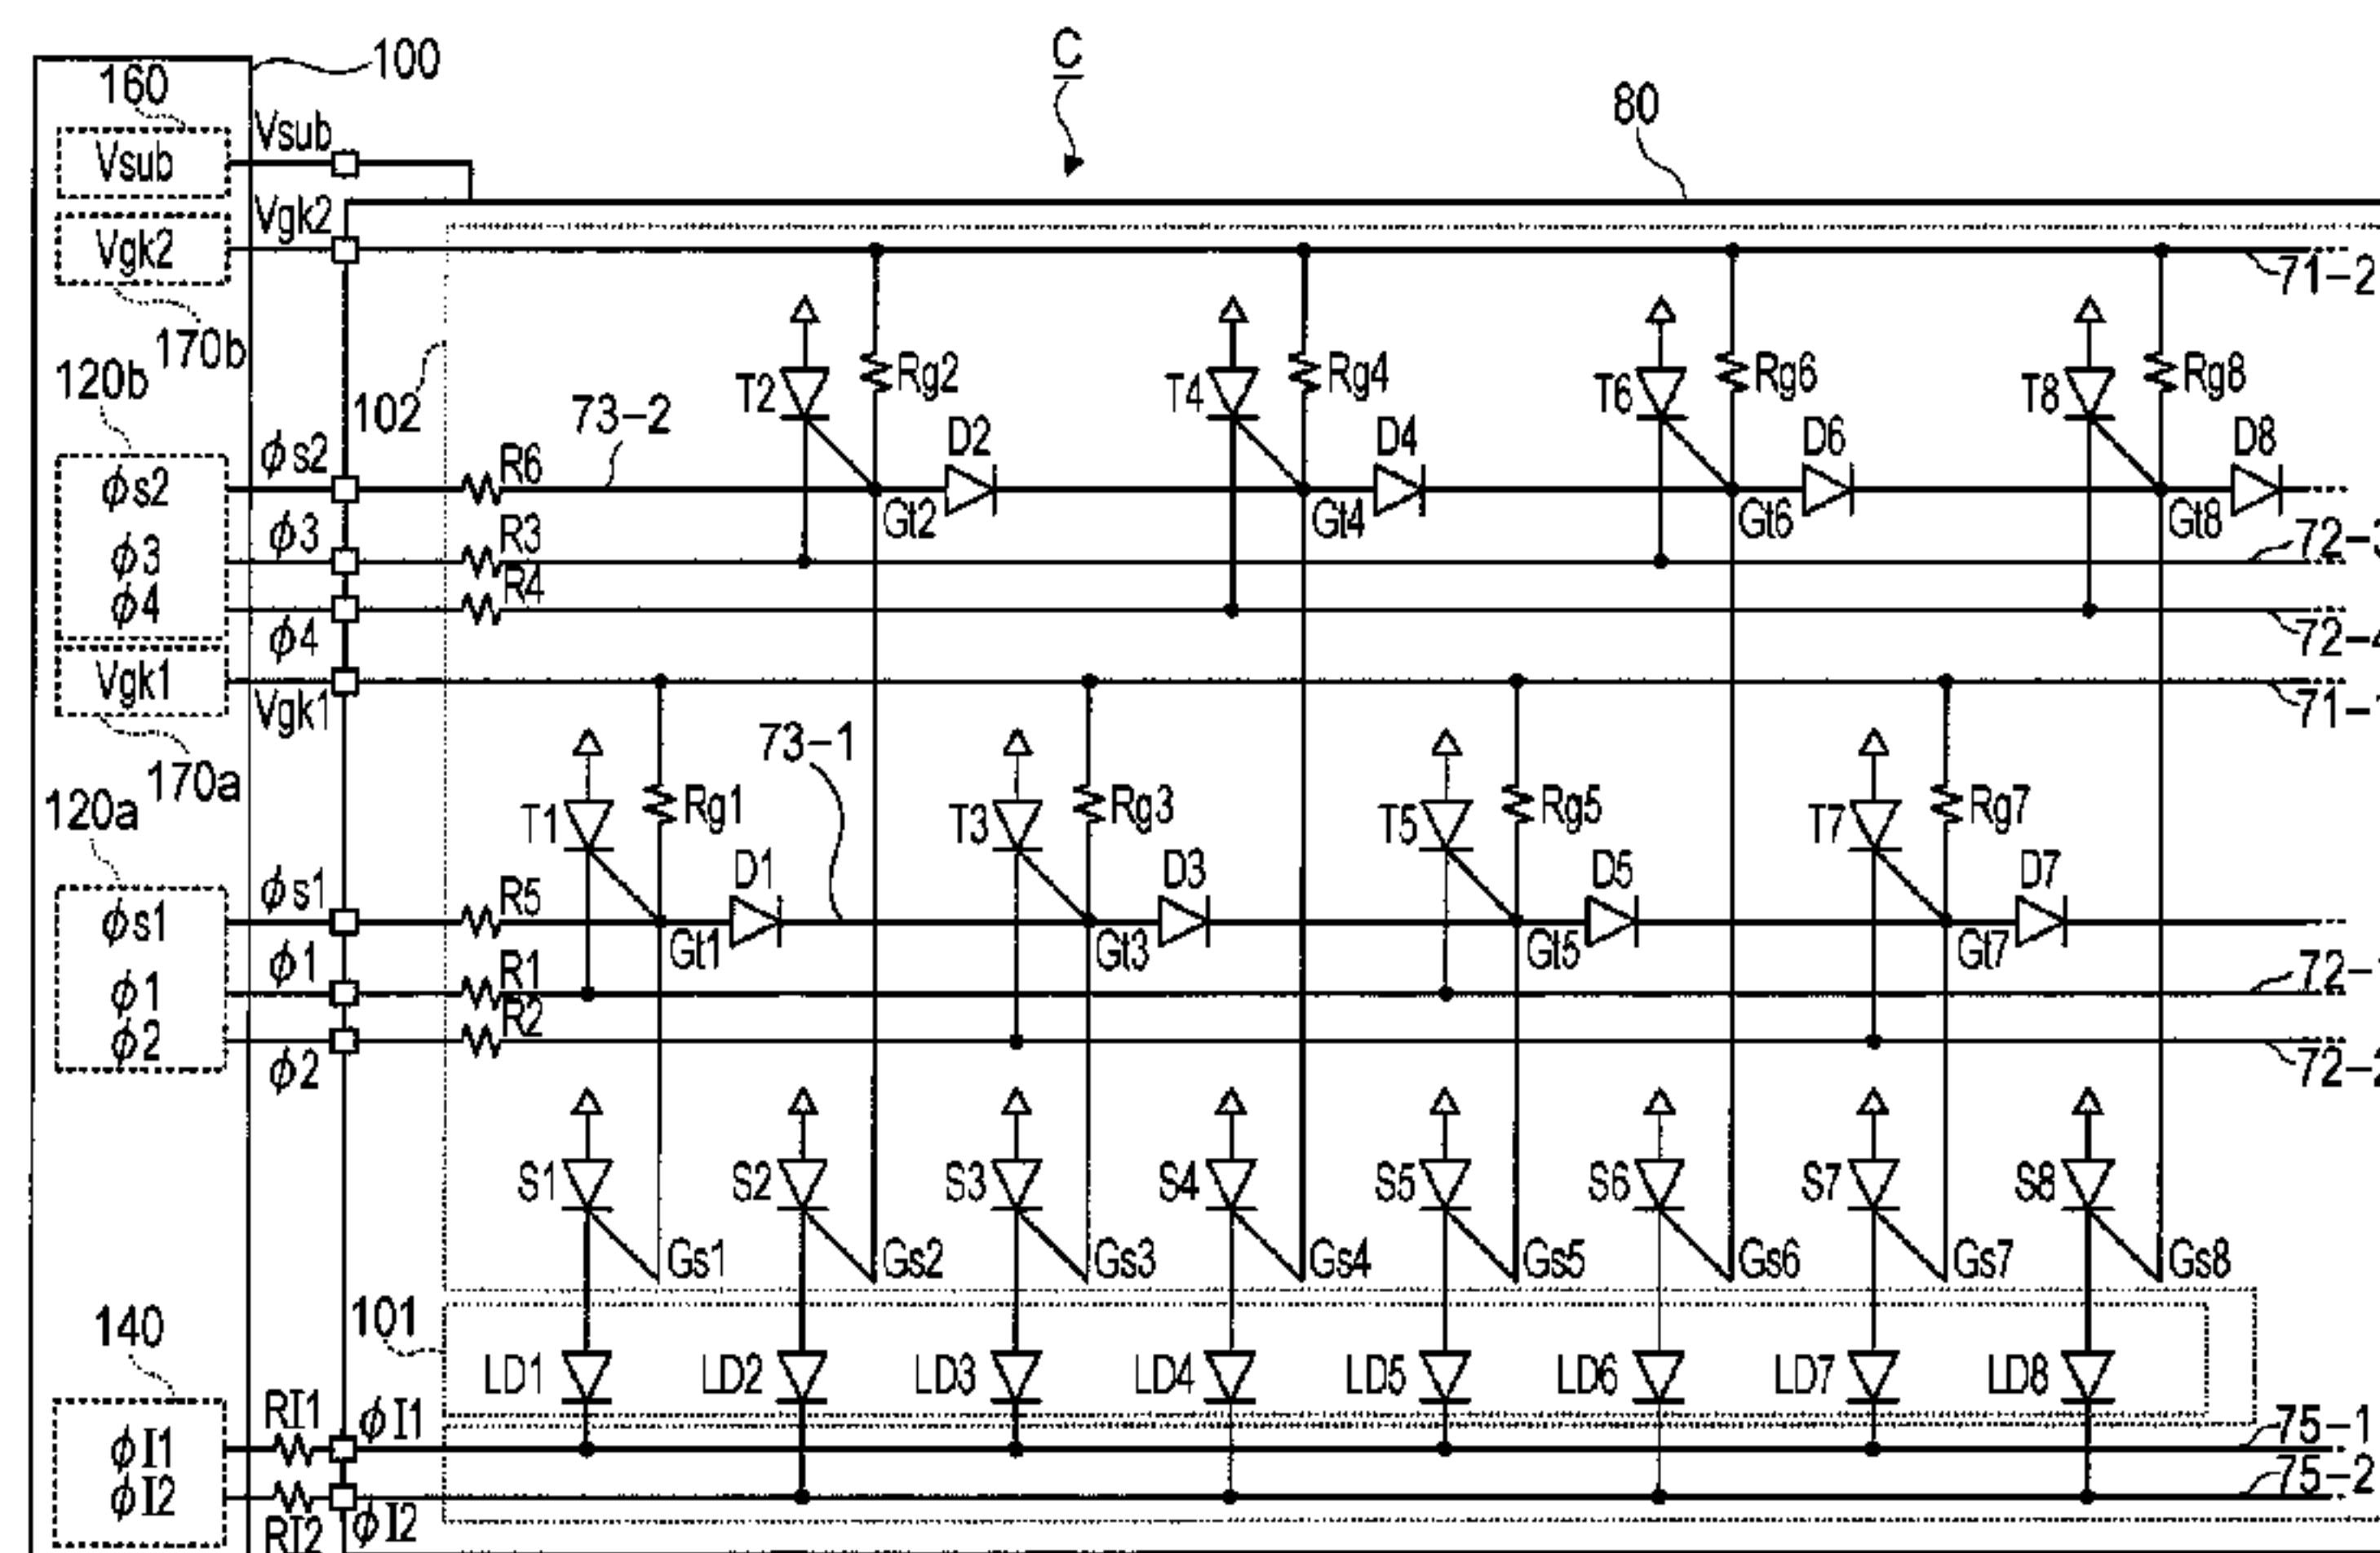 100
C
80
160
Vsub
Vsub
Vgk2
Vgk2
71-2
170b
120b
102
73-2
T2
Rg2
T4
Rg4
T6
Rg6
T8
Rg8
D2
D4
D6
D8
ϕs2
ϕs2
R6
Gt2
Gt4
Gt6
Gt8
ϕ3
ϕ3
R3
72-3
ϕ4
ϕ4
R4
72-4
Vgk1
Vgk1
71-1
170a
120a
73-1
T1
Rg1
T3
Rg3
T5
Rg5
T7
Rg7
D1
D3
D5
D7
ϕs1
ϕs1
R5
Gt1
Gt3
Gt5
Gt7
ϕ1
ϕ1
R1
72-1
ϕ2
ϕ2
R2
72-2
S1
S2
S3
S4
S5
S6
S7
S8
Gs1
Gs2
Gs3
Gs4
Gs5
Gs6
Gs7
Gs8
101
140
LD1
LD2
LD3
LD4
LD5
LD6
LD7
LD8
ϕI1
RI1
ϕI1
75-1
ϕI2
RI2
ϕI2
75-2